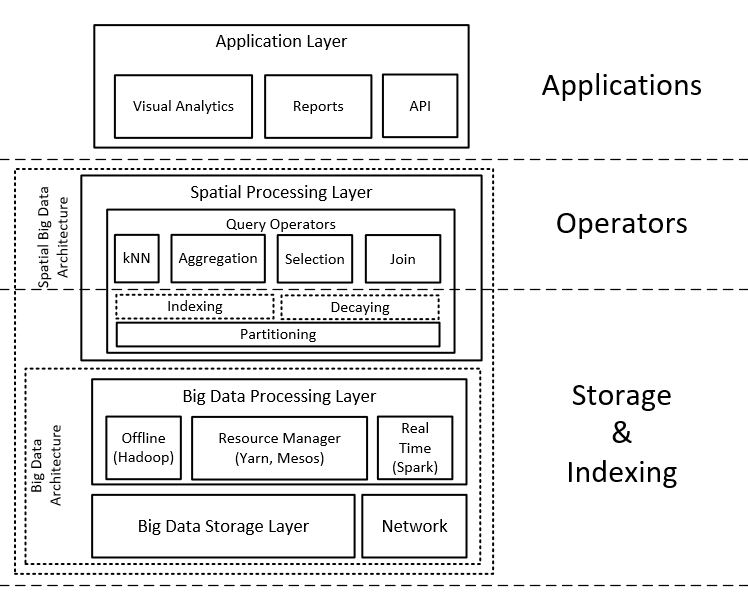 Application Layer
Visual Analytics
Reports
API
Applications
Spatial Big Data
Architecture
Spatial Processing Layer
Query Operators
kNN
Aggregation
Selection
Join
Operators
Indexing
Decaying
Partitioning
Big Data
Architecture
Big Data Processing Layer
Offline
(Hadoop)
Resource Manager
(Yarn, Mesos)
Real
Time
(Spark)
Big Data Storage Layer
Network
Storage
&
Indexing